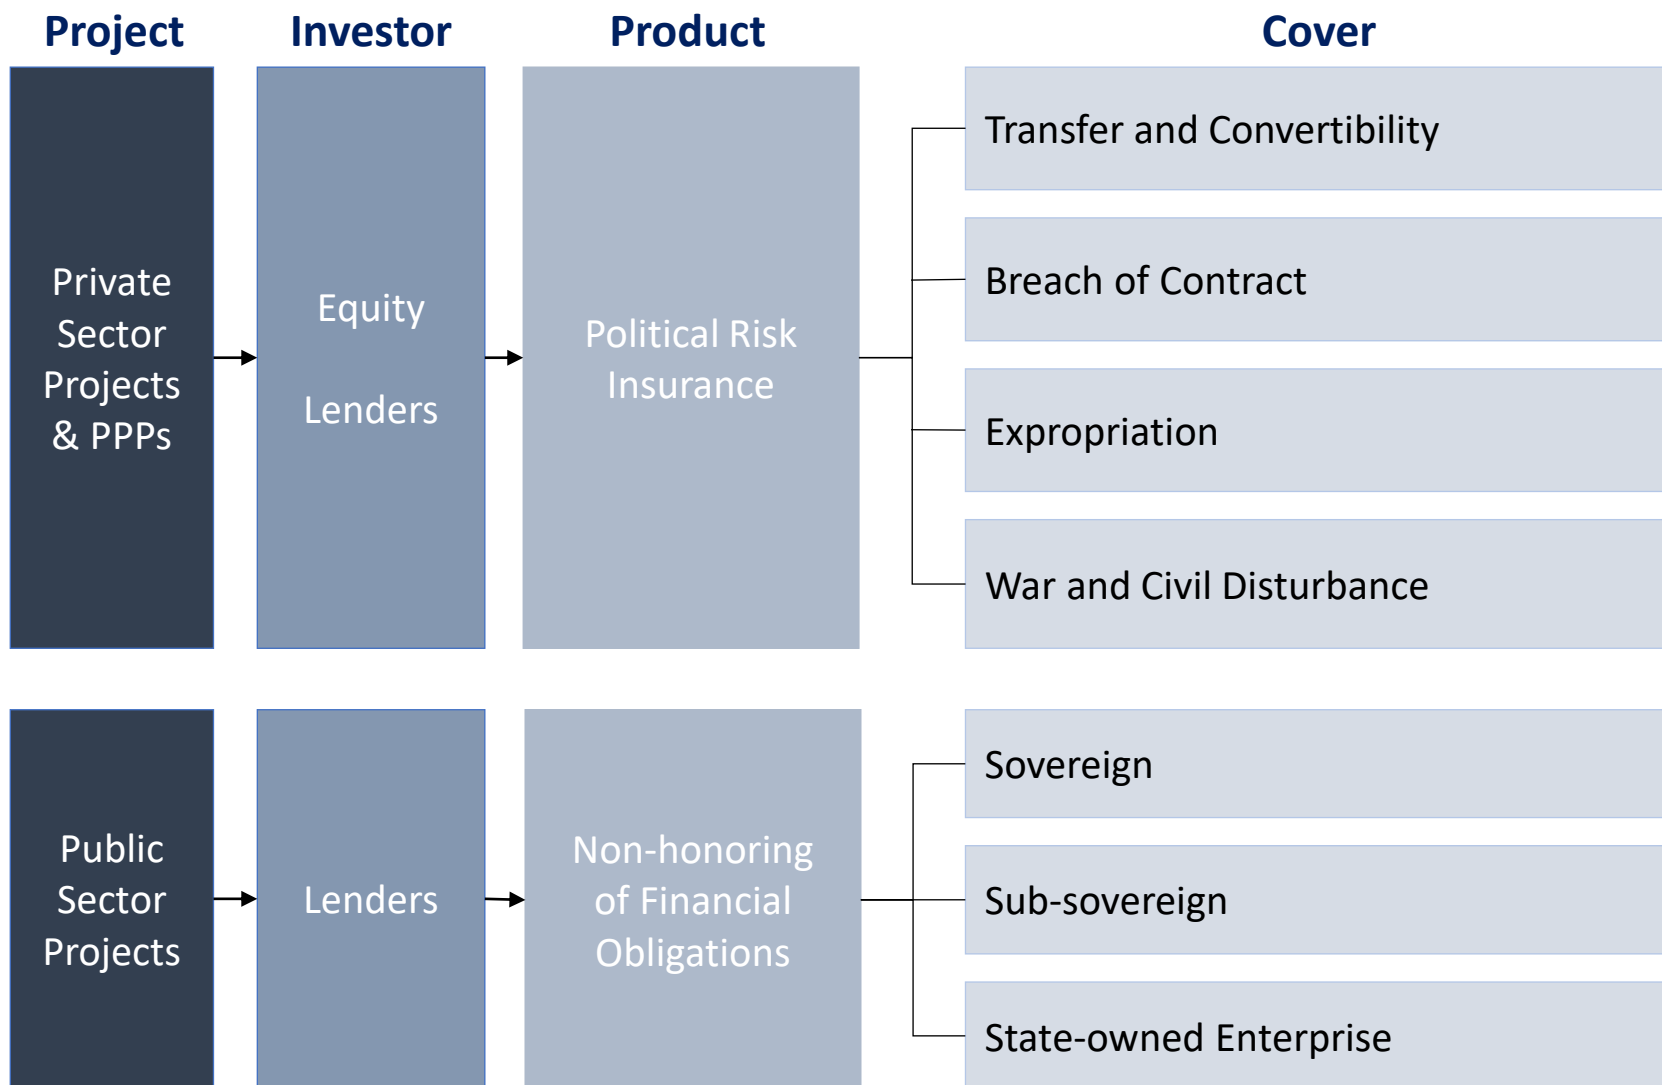 Project
Investor
Product
Cover
Private
Sector
Projects
& PPPs
Equity
Lenders
Political Risk
Insurance
Transfer and Convertibility
Breach of Contract
Expropriation
War and Civil Disturbance
Public
Sector
Projects
Lenders
Non-honoring
of Financial
Obligations
Sovereign
Sub-sovereign
State-owned Enterprise